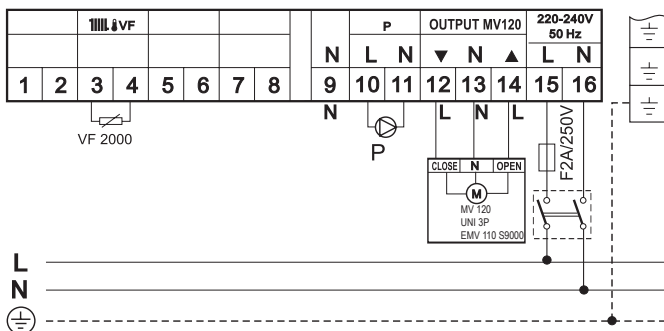 VF
P
OUTPUT MV120
220-240V
50 Hz
N L N ▼ N ▲ L N
1 2 3 4 5 6 7 8 9 10 11 12 13 14 15 16
N L N L
VF 2000
P
F2A/250V
CLOSE N OPEN
M
MV 120
UNI 3P
EMV 110 S9000
L
N